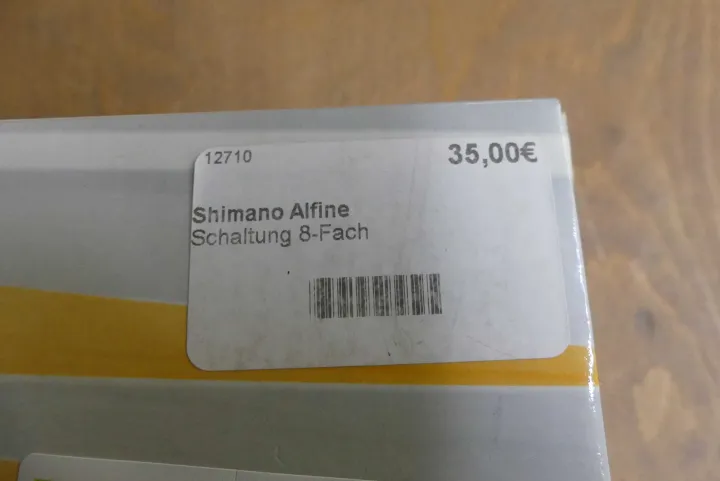 12710
35,00€
Shimano Alfine
Schaltung 8-Fach